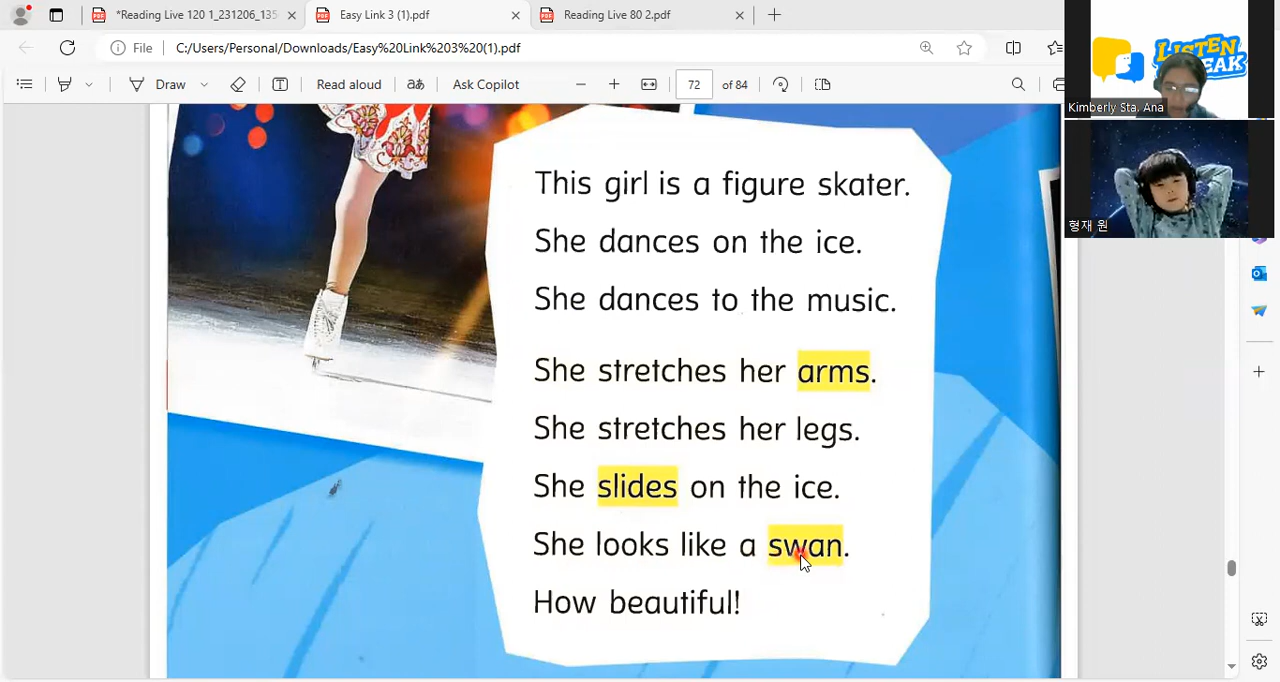 *Reading Live 120 1_231206_135
Easy Link 3 (1).pdf
Reading Live 80 2.pdf
File
C:/Users/Personal/Downloads/Easy%20Link%203%20(1).pdf
Draw
Read aloud
aあ
Ask Copilot
72
of 84
This girl is a figure skater.
She dances on the ice.
She dances to the music.
She stretches her arms.
She stretches her legs.
She slides on the ice.
She looks like a swan.
How beautiful!
LISTEN
Kimberly Sta. Ana
형재 원